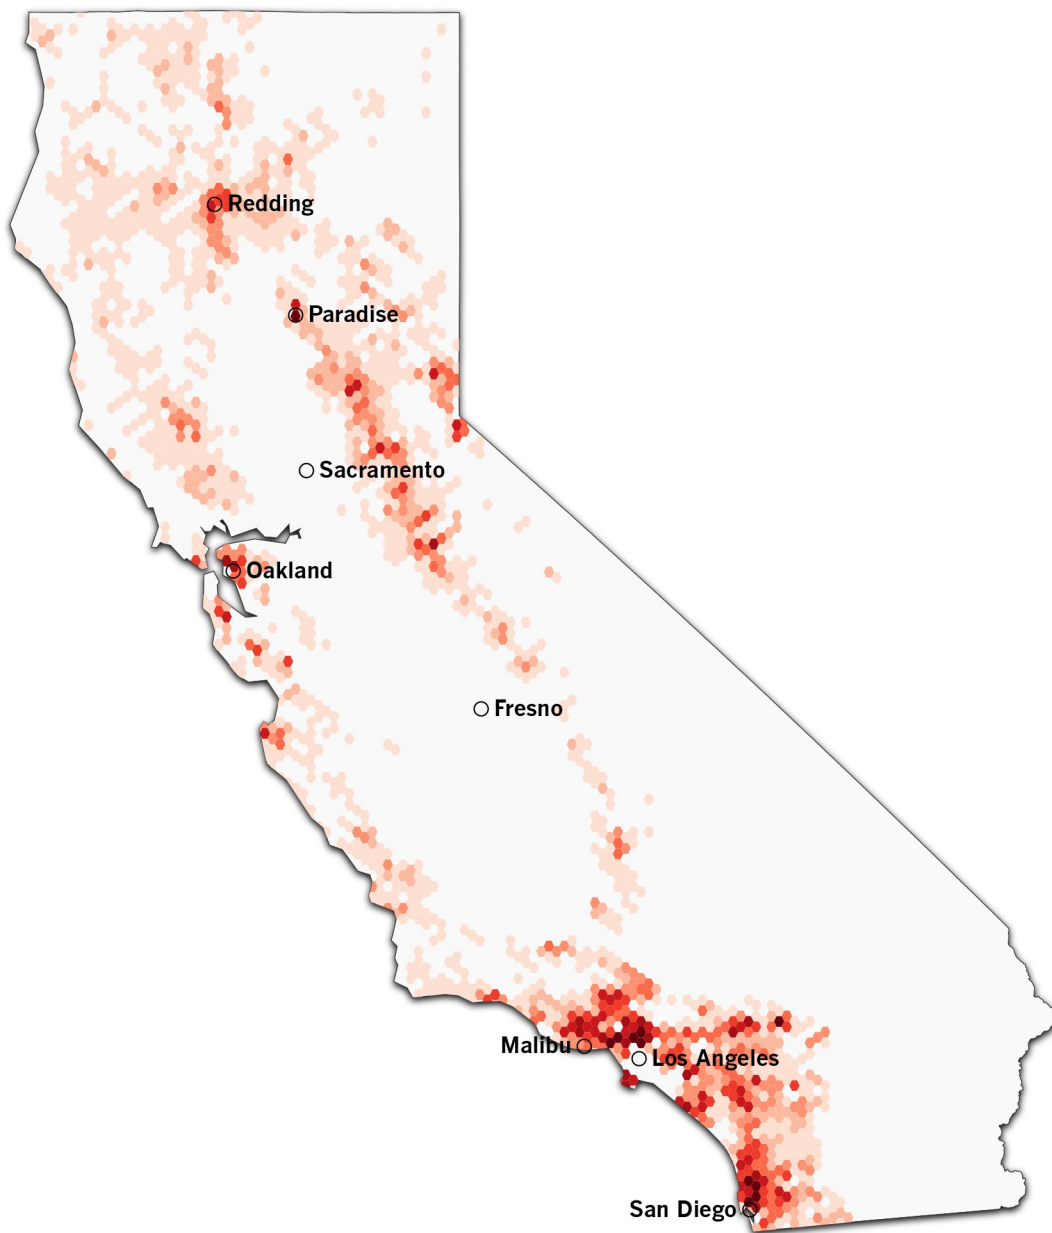 Redding
Paradise
Sacramento
Oakland
Fresno
Malibu
Los Angeles
San Diego